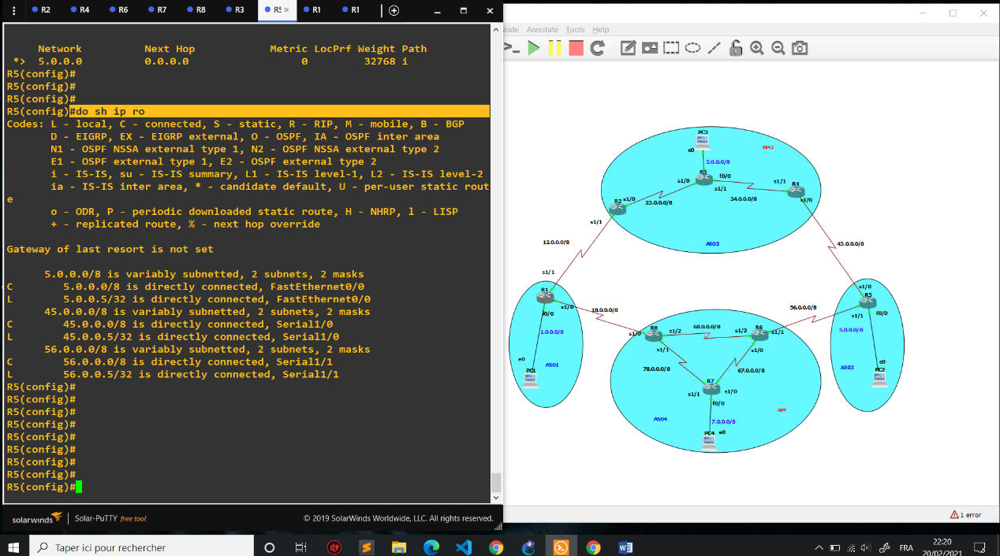 R2 R4 R6 R7 R8 R3 R5 R1 R1
Network Next Hop Metric LocPrf Weight Path
*> 5.0.0.0 0.0.0.0 0 32768 i
R5(config)#
R5(config)#
R5(config)#
R5(config)#do sh ip ro
Codes: L - local, C - connected, S - static, R - RIP, M - mobile, B - BGP
D - EIGRP, EX - EIGRP external, O - OSPF, IA - OSPF inter area
N1 - OSPF NSSA external type 1, N2 - OSPF NSSA external type 2
E1 - OSPF external type 1, E2 - OSPF external type 2
i - IS-IS, su - IS-IS summary, L1 - IS-IS level-1, L2 - IS-IS level-2
ia - IS-IS inter area, * - candidate default, U - per-user static rout
e
o - ODR, P - periodic downloaded static route, H - NHRP, l - LISP
+ - replicated route, % - next hop override
Gateway of last resort is not set
5.0.0.0/8 is variably subnetted, 2 subnets, 2 masks
C 5.0.0.0/8 is directly connected, FastEthernet0/0
L 5.0.0.5/32 is directly connected, FastEthernet0/0
45.0.0.0/8 is variably subnetted, 2 subnets, 2 masks
C 45.0.0.0/8 is directly connected, Serial1/0
L 45.0.0.5/32 is directly connected, Serial1/0
56.0.0.0/8 is variably subnetted, 2 subnets, 2 masks
C 56.0.0.0/8 is directly connected, Serial1/1
L 56.0.0.5/32 is directly connected, Serial1/1
R5(config)#
R5(config)#
R5(config)#
R5(config)#
R5(config)#
R5(config)#
R5(config)#
R5(config)#
R5(config)#
solarwinds Solar-PuTTY free tool © 2019 SolarWinds Worldwide, LLC. All rights reserved.
Annotate Tools Help
PC3
e0
RIPV2
3.0.0.0/8
R3
f0/0
s1/0
s1/1
s1/1
R4
34.0.0.0/8
s1/0
R2
s1/0
23.0.0.0/8
s1/1
AS02
12.0.0.0/8
45.0.0.0/8
s1/1
R1
s1/0
f0/0
18.0.0.0/8
1.0.0.0/8
e0
AS01
PC1
s1/0
R5
56.0.0.0/8
s1/1
f0/0
5.0.0.0/8
e0
AS03
PC2
R8
s1/0
s1/2
68.0.0.0/8
s1/2
R6
s1/1
s1/1
s1/0
78.0.0.0/8
67.0.0.0/8
R7
s1/1
s1/0
f0/0
OSPF
AS04
7.0.0.0/8
PC4
e0
1 error
Taper ici pour rechercher
FRA
22:20
20/02/2021